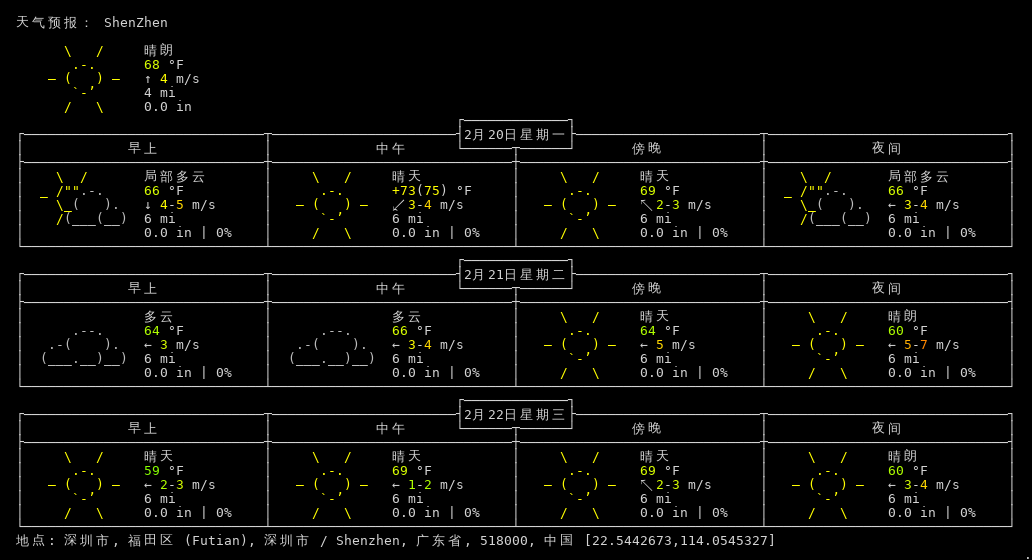 天气预报： ShenZhen
晴朗
68 °F
↑ 4 m/s
4 mi
0.0 in
2月20日星期一
早上 中午 傍晚 夜间
局部多云 晴天 晴天 局部多云
66 °F +73(75) °F 69 °F 66 °F
↓ 4-5 m/s ↙ 3-4 m/s ↖ 2-3 m/s ← 3-4 m/s
6 mi 6 mi 6 mi 6 mi
0.0 in | 0% 0.0 in | 0% 0.0 in | 0% 0.0 in | 0%
2月21日星期二
早上 中午 傍晚 夜间
多云 多云 晴天 晴朗
64 °F 66 °F 64 °F 60 °F
← 3 m/s ← 3-4 m/s ← 5 m/s ← 5-7 m/s
6 mi 6 mi 6 mi 6 mi
0.0 in | 0% 0.0 in | 0% 0.0 in | 0% 0.0 in | 0%
2月22日星期三
早上 中午 傍晚 夜间
晴天 晴天 晴天 晴朗
59 °F 69 °F 69 °F 60 °F
← 2-3 m/s ← 1-2 m/s ↖ 2-3 m/s ← 3-4 m/s
6 mi 6 mi 6 mi 6 mi
0.0 in | 0% 0.0 in | 0% 0.0 in | 0% 0.0 in | 0%
地点: 深圳市, 福田区 (Futian), 深圳市 / Shenzhen, 广东省, 518000, 中国 [22.5442673,114.0545327]